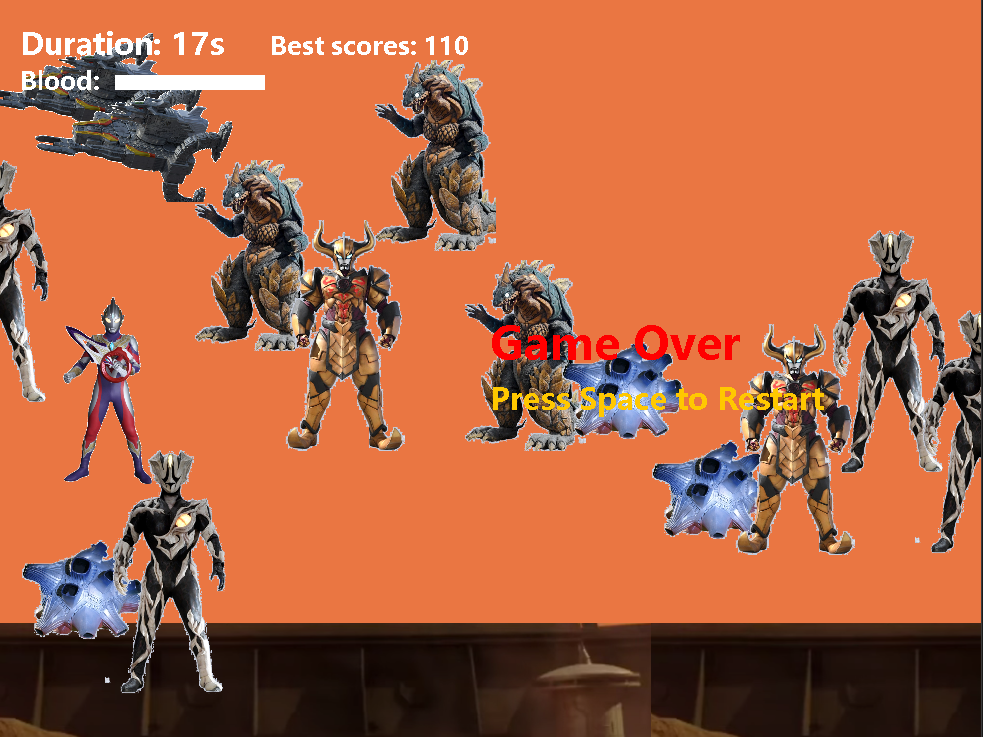 Duration: 17s
Best scores: 110
Blood:
Game Over
Press Space to Restart